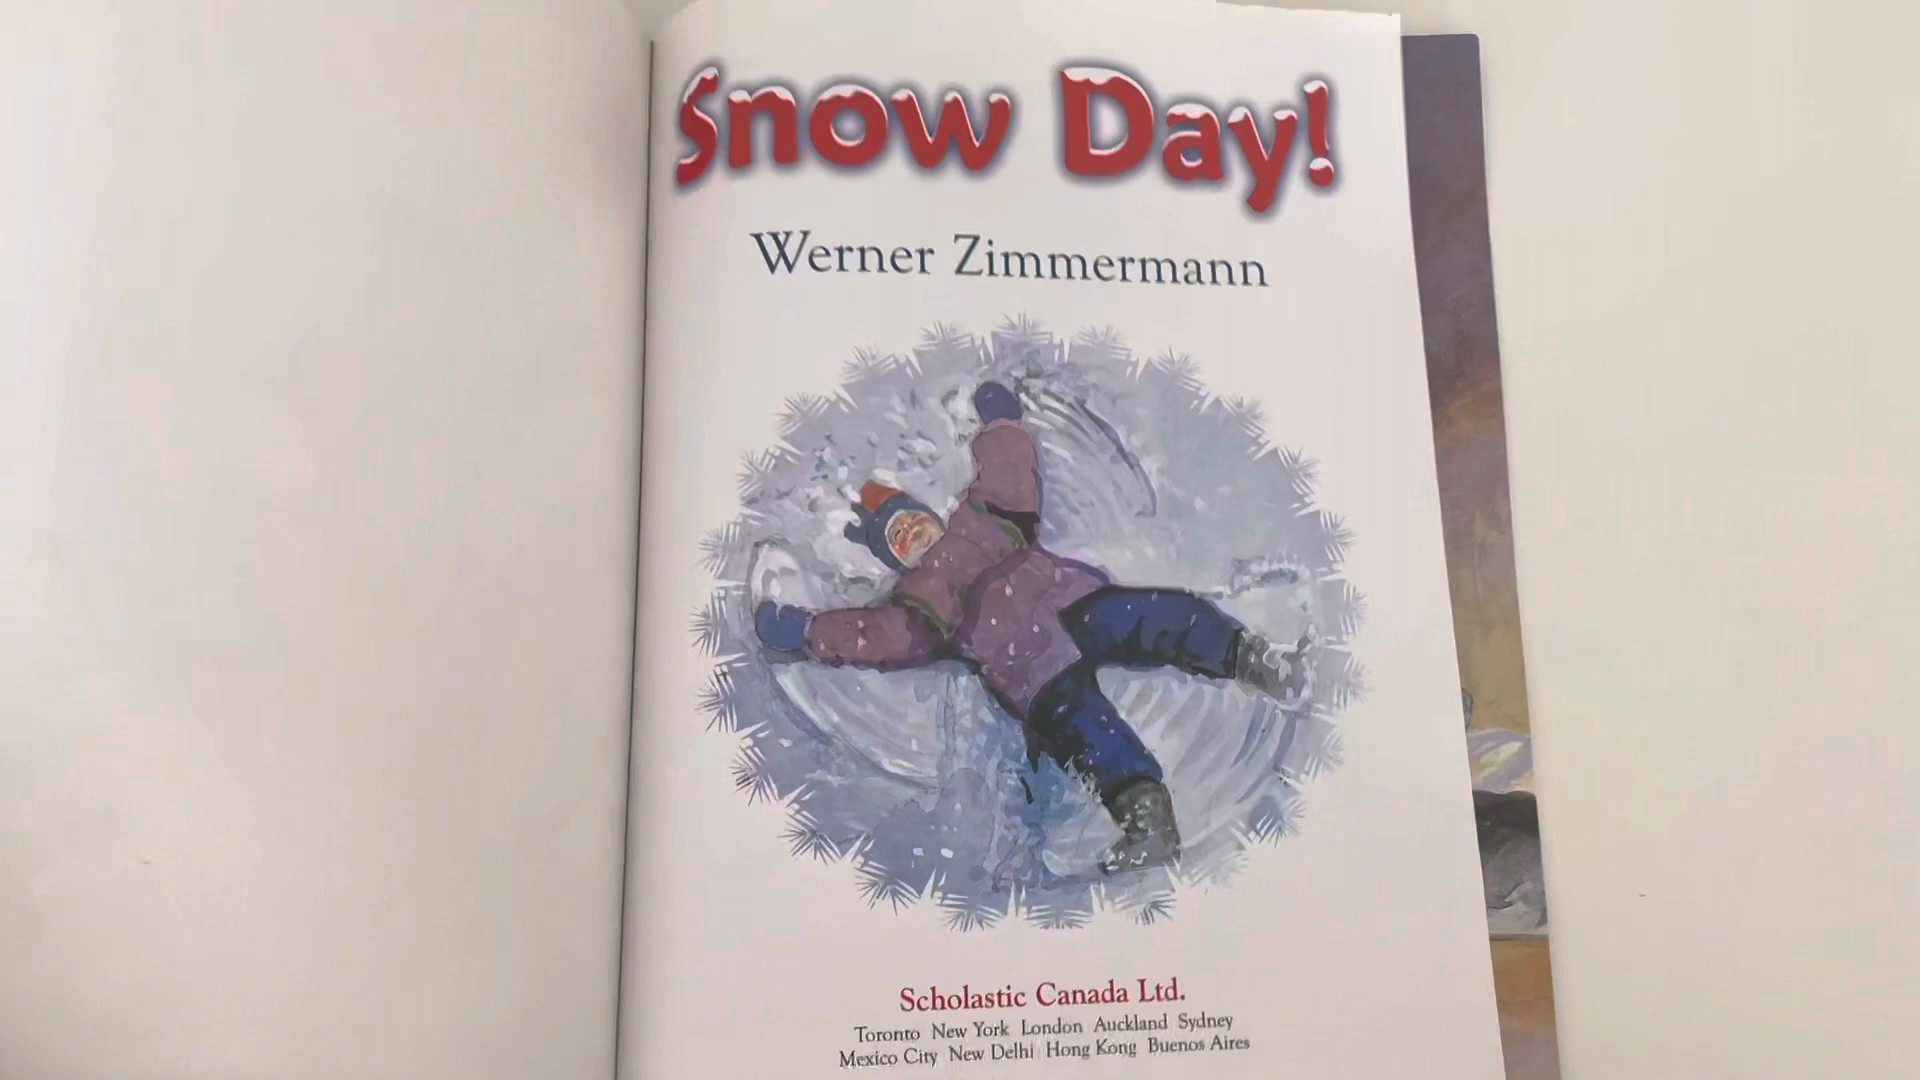 Snow Day!
Werner Zimmermann
Scholastic Canada Ltd.
Toronto New York London Auckland Sydney
Mexico City New Delhi Hong Kong Buenos Aires